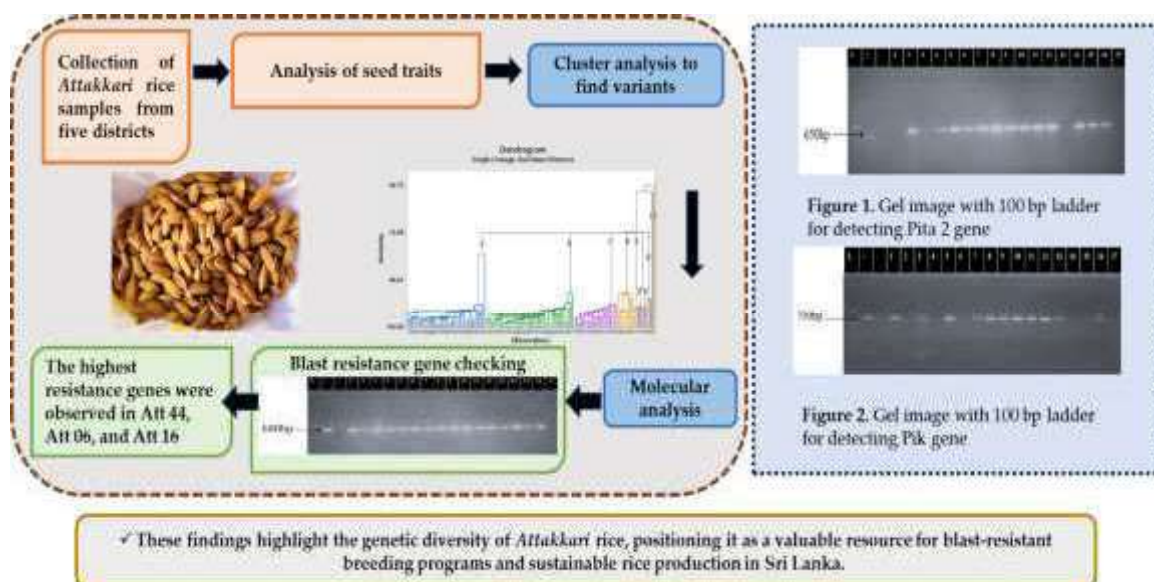 Collection of
Attakkari rice
samples from
five districts
Analysis of seed traits
Cluster analysis to
find variants
Dendrogram
Blast resistance gene checking
The highest
resistance genes were
observed in Att 44,
Att 06, and Att 16
Molecular
analysis
Figure 1. Gel image with 100 bp ladder
for detecting Pita 2 gene
Figure 2. Gel image with 100 bp ladder
for detecting Pik gene
✓ These findings highlight the genetic diversity of Attakkari rice, positioning it as a valuable resource for blast-resistant
breeding programs and sustainable rice production in Sri Lanka.